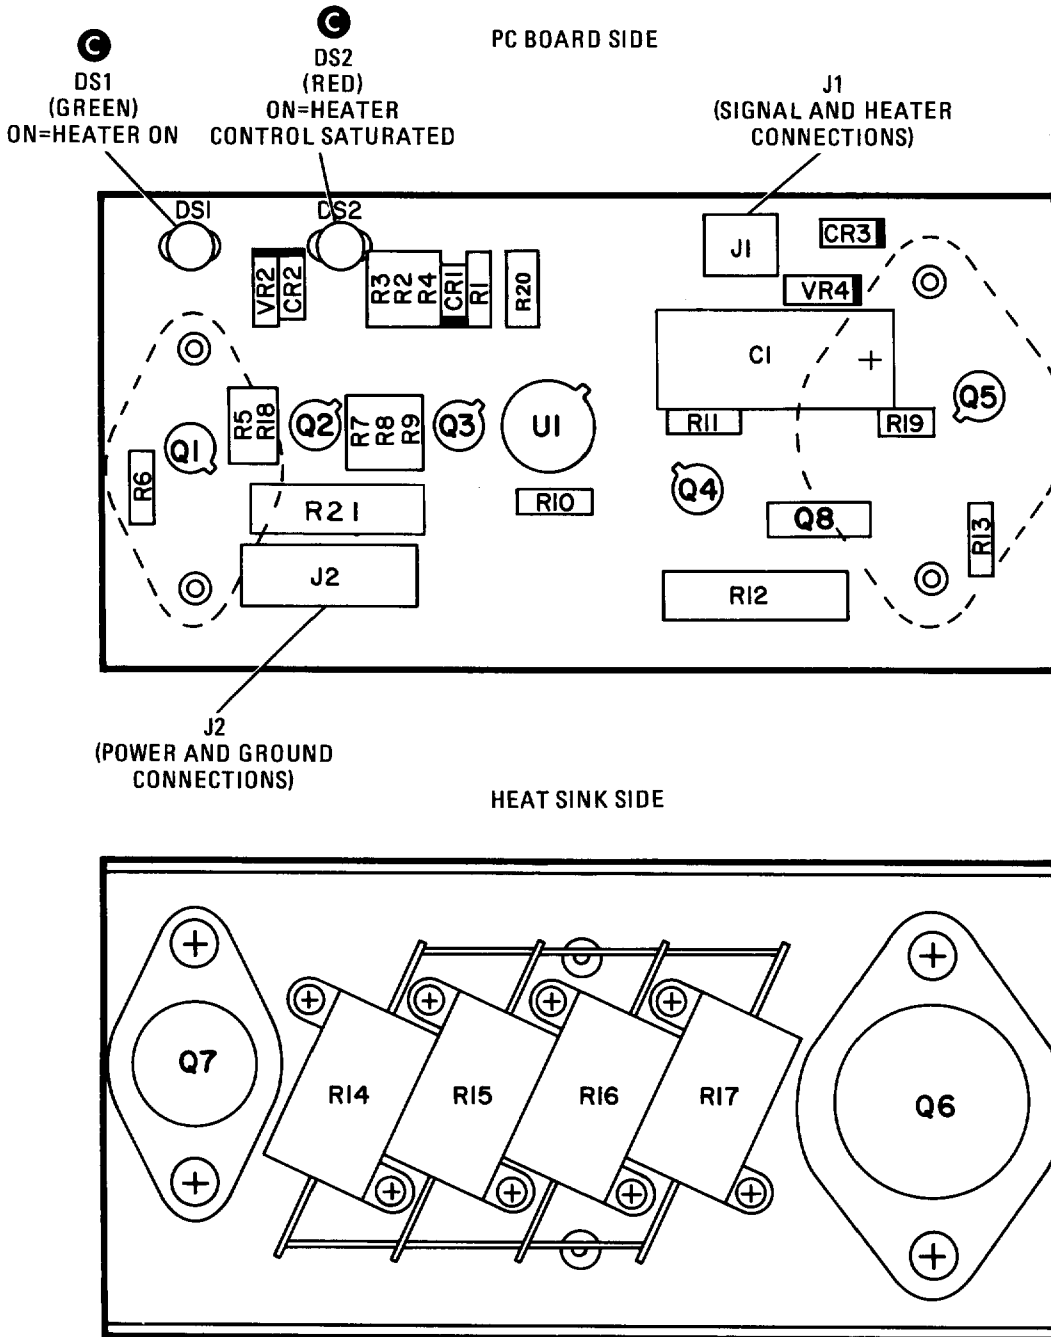 PC BOARD SIDE
C
DS1
(GREEN)
ON=HEATER ON
C
DS2
(RED)
ON=HEATER
CONTROL SATURATED
J1
(SIGNAL AND HEATER
CONNECTIONS)
DS1
DS2
VR2
CR2
R3
R2
R4
CR1
R1
R20
J1
CR3
VR4
C1
+
R5
R18
Q1
Q2
R7
R8
R9
Q3
U1
R11
R19
Q5
R6
R21
R10
Q4
Q8
R13
J2
R12
J2
(POWER AND GROUND
CONNECTIONS)
HEAT SINK SIDE
Q7
R14
R15
R16
R17
Q6